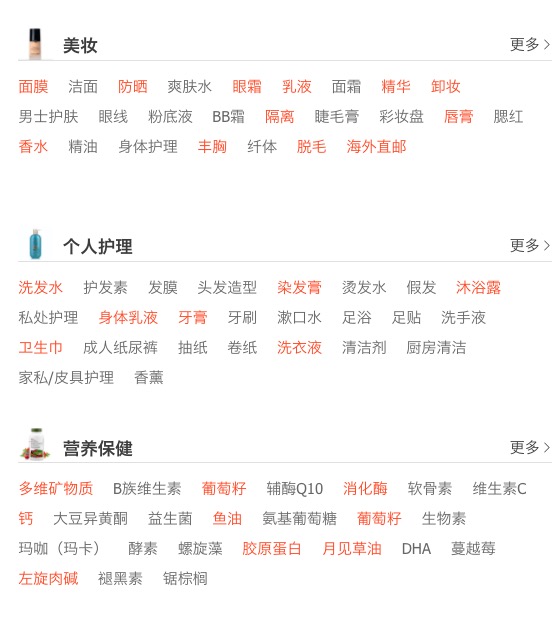 美妆 更多
面膜 洁面 防晒 爽肤水 眼霜 乳液 面霜 精华 卸妆
男士护肤 眼线 粉底液 BB霜 隔离 睫毛膏 彩妆盘 唇膏 腮红
香水 精油 身体护理 丰胸 纤体 脱毛 海外直邮
个人护理 更多
洗发水 护发素 发膜 头发造型 染发膏 烫发水 假发 沐浴露
私处护理 身体乳液 牙膏 牙刷 漱口水 足浴 足贴 洗手液
卫生巾 成人纸尿裤 抽纸 卷纸 洗衣液 清洁剂 厨房清洁
家私/皮具护理 香薰
营养保健 更多
多维矿物质 B族维生素 葡萄籽 辅酶Q10 消化酶 软骨素 维生素C
钙 大豆异黄酮 益生菌 鱼油 氨基葡萄糖 葡萄籽 生物素
玛咖（玛卡） 酵素 螺旋藻 胶原蛋白 月见草油 DHA 蔓越莓
左旋肉碱 褪黑素 锯棕榈